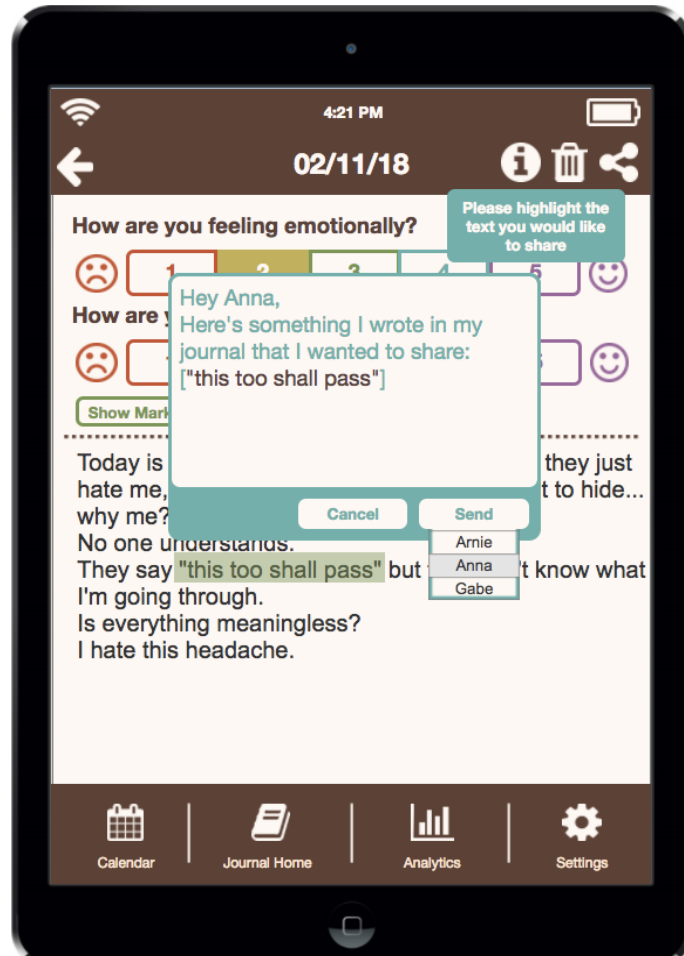 4:21 PM
02/11/18
Please highlight the
text you would like
to share
How are you feeling emotionally?
1 2 3 4 5
Hey Anna,
Here's something I wrote in my
journal that I wanted to share:
["this too shall pass"]
Cancel Send
Arnie
Anna
Gabe
How are
Show Mark
Today is they just
hate me, t to hide...
why me?
No one understands.
They say "this too shall pass" but 't know what
I'm going through.
Is everything meaningless?
I hate this headache.
Calendar Journal Home Analytics Settings